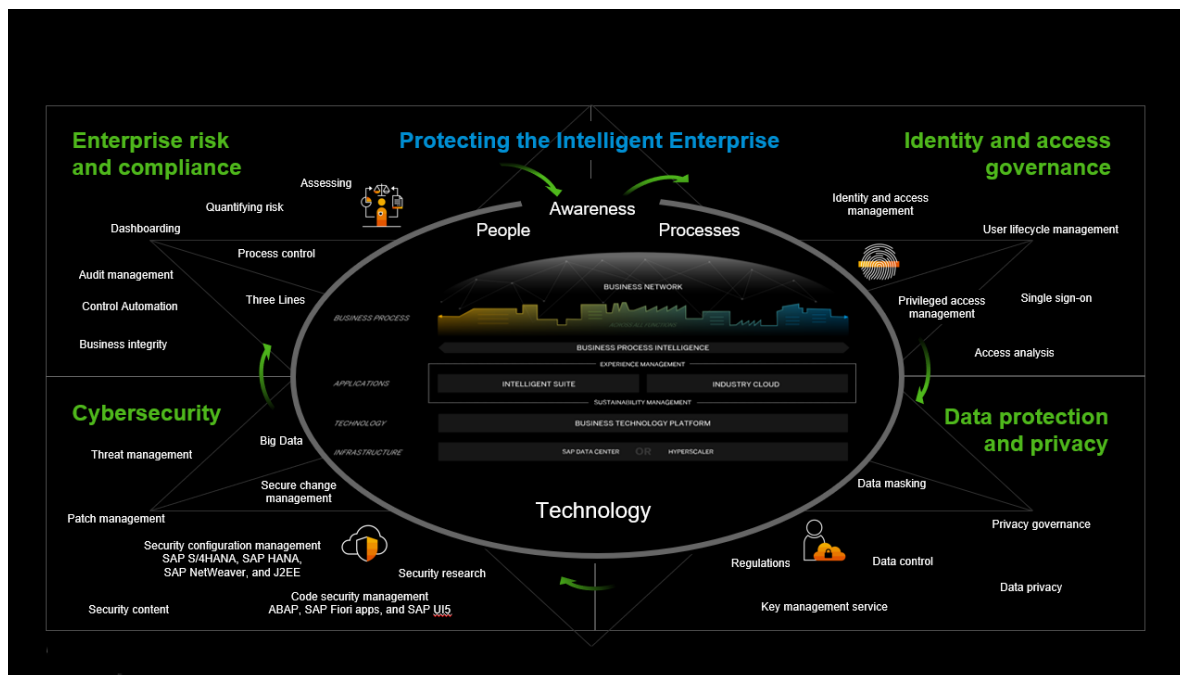 Protecting the Intelligent Enterprise
Enterprise risk
and compliance
Assessing
Quantifying risk
Dashboarding
Process control
Audit management
Control Automation
Three Lines
Business integrity
Identity and access
governance
Identity and access
management
User lifecycle management
Privileged access
management
Single sign-on
Access analysis
Awareness
People
Processes
BUSINESS NETWORK
BUSINESS PROCESS
ACROSS ALL FUNCTIONS
BUSINESS PROCESS INTELLIGENCE
EXPERIENCE MANAGEMENT
APPLICATIONS
INTELLIGENT SUITE
INDUSTRY CLOUD
SUSTAINABILITY MANAGEMENT
TECHNOLOGY
BUSINESS TECHNOLOGY PLATFORM
INFRASTRUCTURE
SAP DATA CENTER OR HYPERSCALER
Technology
Cybersecurity
Big Data
Threat management
Secure change
management
Patch management
Security configuration management
SAP S/4HANA, SAP HANA,
SAP NetWeaver, and J2EE
Security research
Code security management
ABAP, SAP Fiori apps, and SAP UI5
Security content
Data protection
and privacy
Data masking
Privacy governance
Regulations
Data control
Data privacy
Key management service